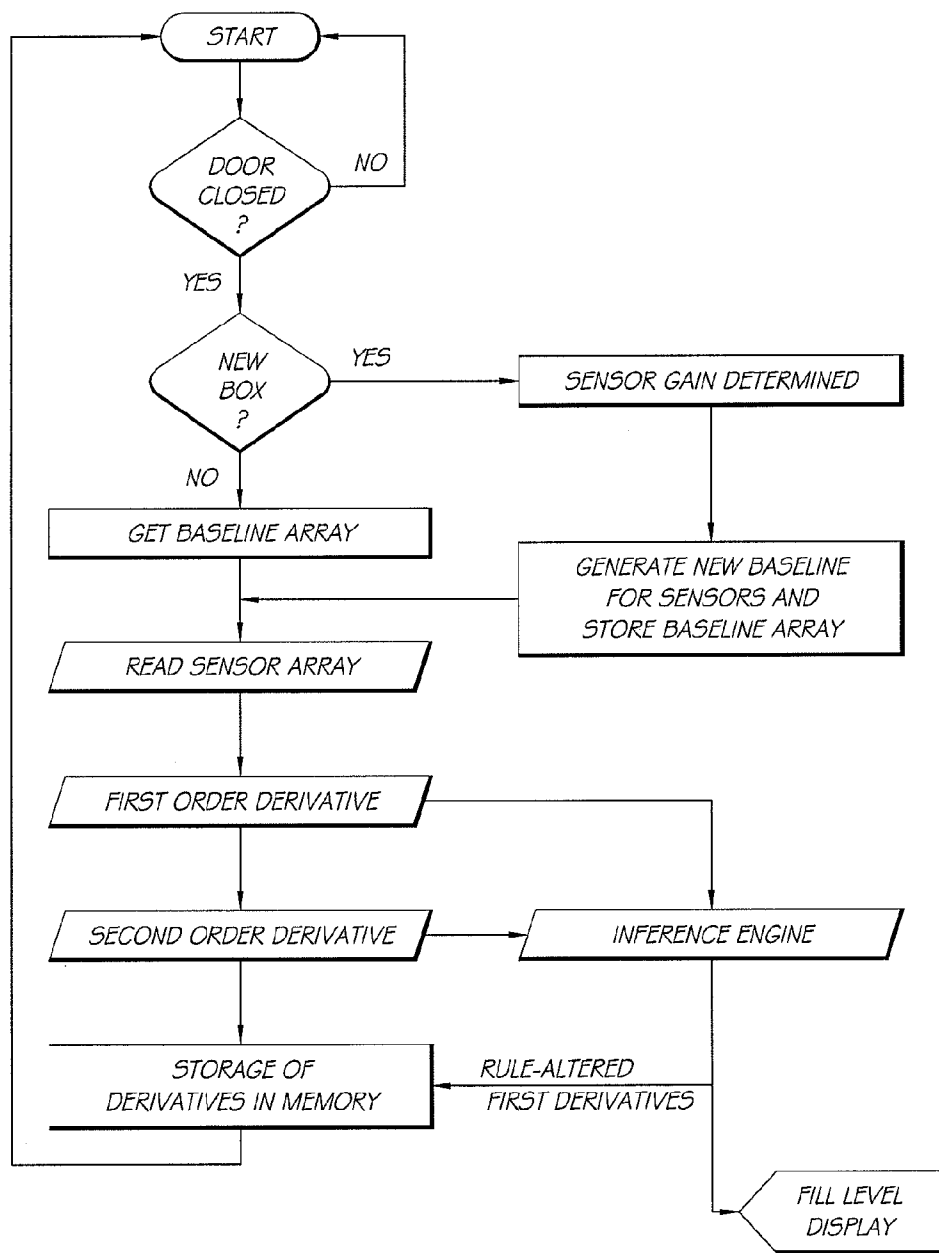 START
DOOR
CLOSED
?
NO
YES
NEW
BOX
?
YES
SENSOR GAIN DETERMINED
NO
GET BASELINE ARRAY
GENERATE NEW BASELINE
FOR SENSORS AND
STORE BASELINE ARRAY
READ SENSOR ARRAY
FIRST ORDER DERIVATIVE
SECOND ORDER DERIVATIVE
INFERENCE ENGINE
STORAGE OF
DERIVATIVES IN MEMORY
RULE-ALTERED
FIRST DERIVATIVES
FILL LEVEL
DISPLAY